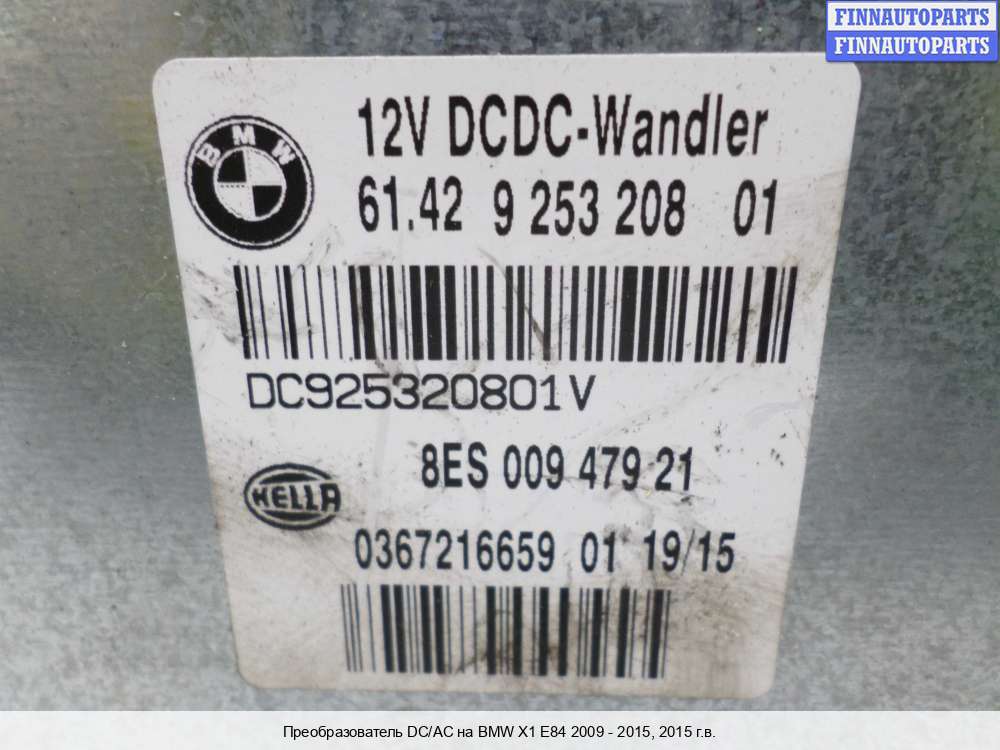 FINNAUTOPARTS
FINNAUTOPARTS
12V DCDC-Wandler
BMW
61.42 9 253 208 01
DC925320801V
8ES 009 479 21
HELLA
0367216659 01 19/15
Преобразователь DC/AC на BMW X1 E84 2009 - 2015, 2015 г.в.